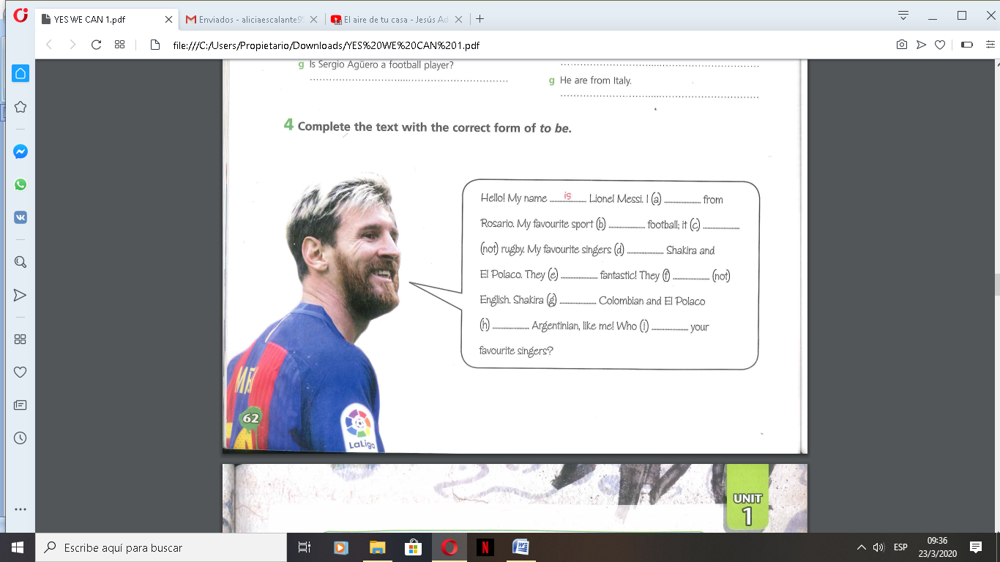 YES WE CAN 1.pdf
Enviados - aliciaescalante9
El aire de tu casa - Jesús Ad
file:///C:/Users/Propietario/Downloads/YES%20WE%20CAN%201.pdf
g Is Sergio Agüero a football player?
g He are from Italy.
4 Complete the text with the correct form of to be.
Hello! My name ....is.... Lionel Messi. I (a) .................... from
Rosario. My favourite sport (b) .................... football; it (c) ....................
(not) rugby. My favourite singers (d) .................... Shakira and
El Polaco. They (e) .................... fantastic! They (f) .................... (not)
English. Shakira (g) .................... Colombian and El Polaco
(h) .................... Argentinian, like me! Who (i) .................... your
favourite singers?
62
LaLiga
UNIT
1
Escribe aquí para buscar
ESP
09:36
23/3/2020